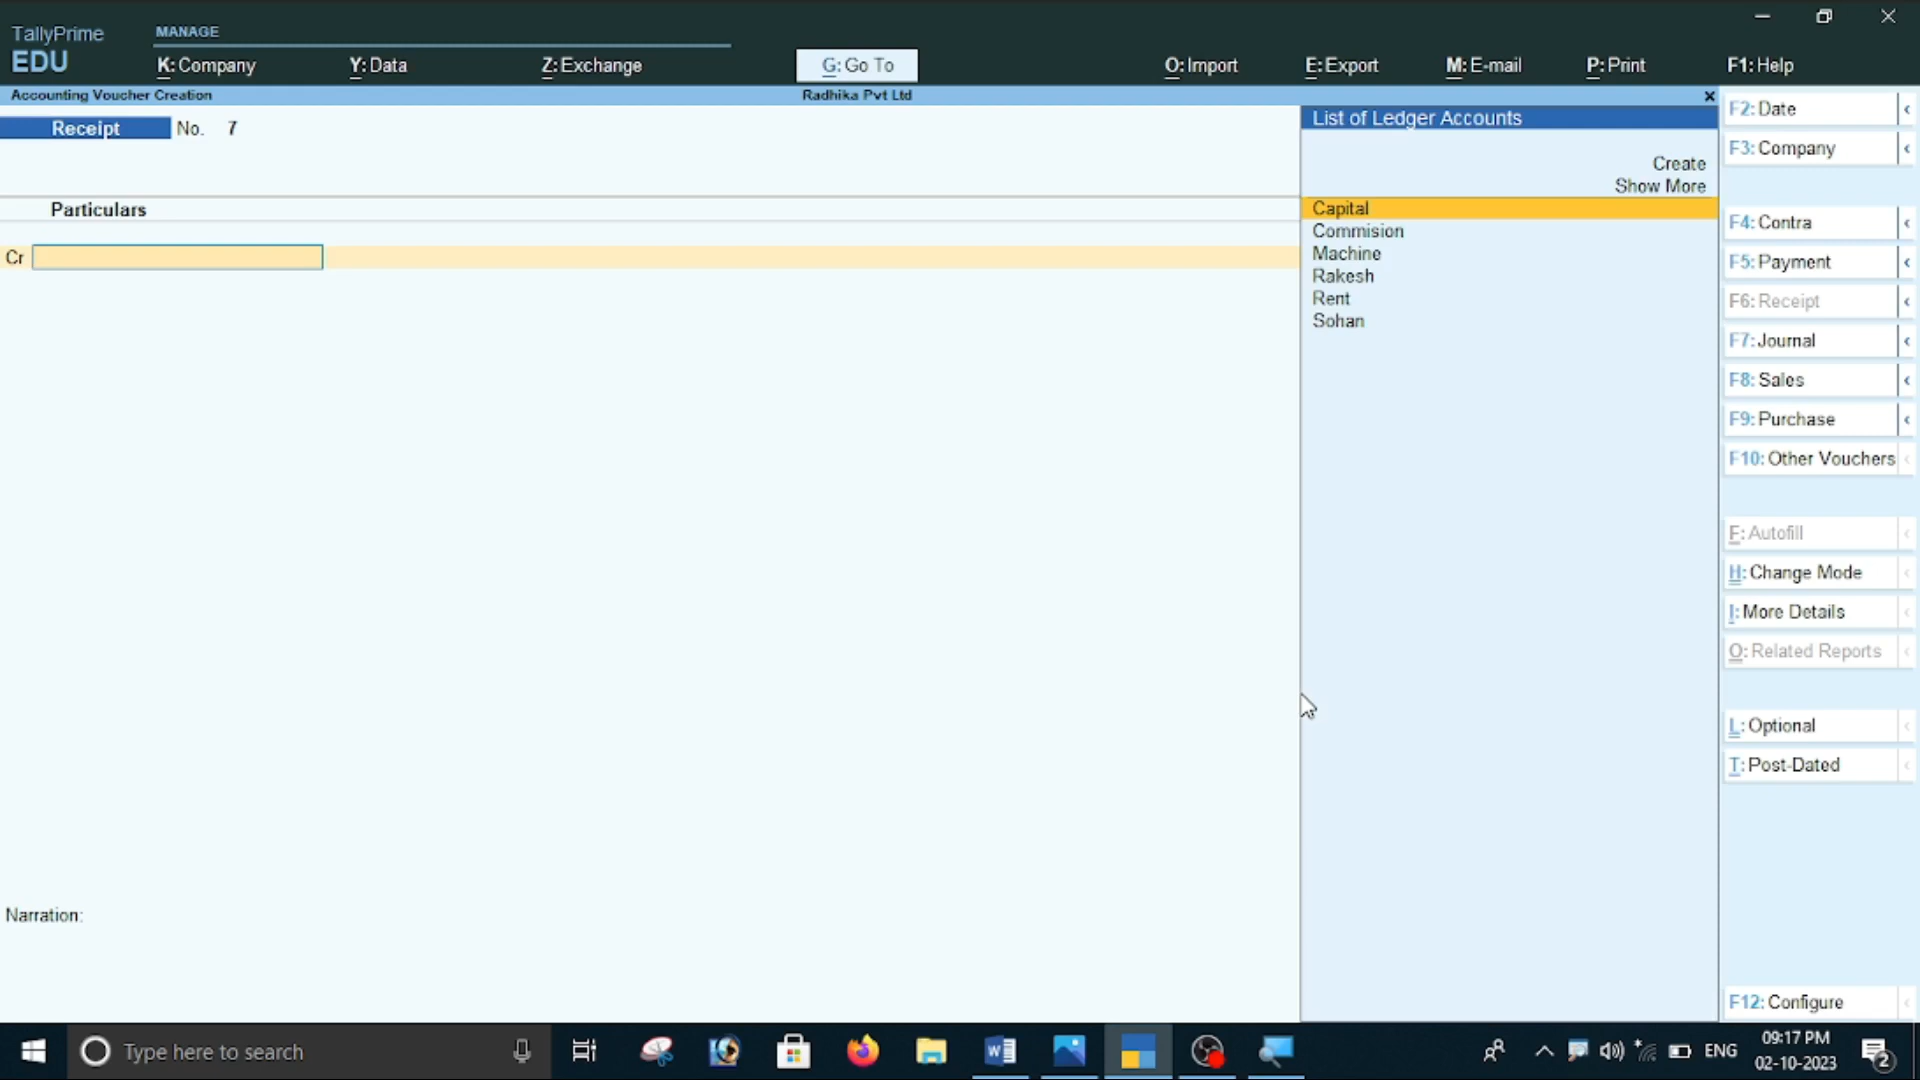 TallyPrime
EDU
MANAGE
K: Company
Y: Data
Z: Exchange
G: Go To
O: Import
E: Export
M: E-mail
P: Print
F1: Help
Accounting Voucher Creation
Radhika Pvt Ltd
Receipt No. 7
Particulars
Cr
Narration:
List of Ledger Accounts
Create
Show More
Capital
Commision
Machine
Rakesh
Rent
Sohan
F2: Date
F3: Company
F4: Contra
F5: Payment
F6: Receipt
F7: Journal
F8: Sales
F9: Purchase
F10: Other Vouchers
F: Autofill
H: Change Mode
I: More Details
O: Related Reports
L: Optional
T: Post-Dated
F12: Configure
Type here to search
ENG
09:17 PM
02-10-2023
2